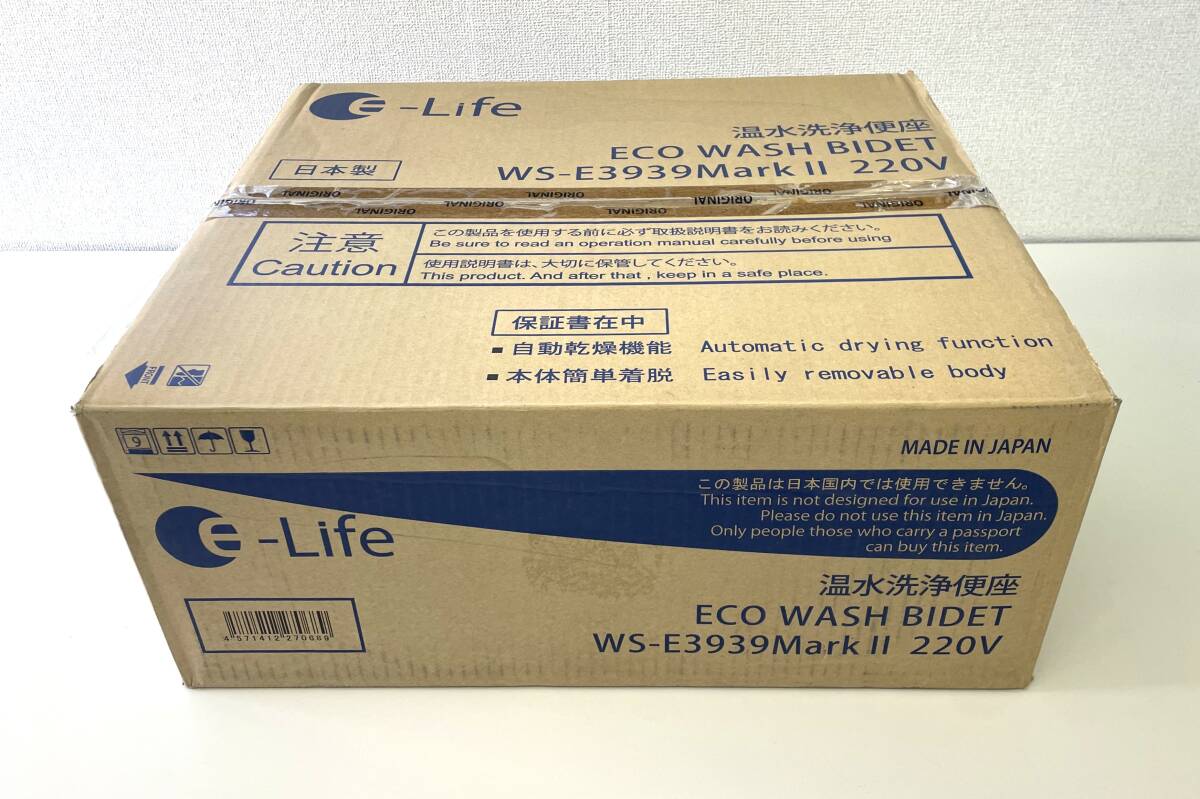 e-Life
温水洗浄便座
ECO WASH BIDET
日本製
WS-E3939Mark II 220V
ORIGINAL ORIGINAL ORIGINAL ORIGINAL
ORIGINAL ORIGINAL ORIGINAL ORIGINAL
注意
Caution
この製品を使用する前に必ず取扱説明書をお読みください。
Be sure to read an operation manual carefully before using
使用説明書は、大切に保管してください。
This product. And after that , keep in a safe place.
保証書在中
■ 自動乾燥機能 Automatic drying function
■ 本体簡単着脱 Easily removable body
FRONT
9
MADE IN JAPAN
この製品は日本国内では使用できません。
This item is not designed for use in Japan.
Please do not use this item in Japan.
Only people those who carry a passport
can buy this item.
e-Life
温水洗浄便座
ECO WASH BIDET
WS-E3939Mark II 220V
4 571412 270689